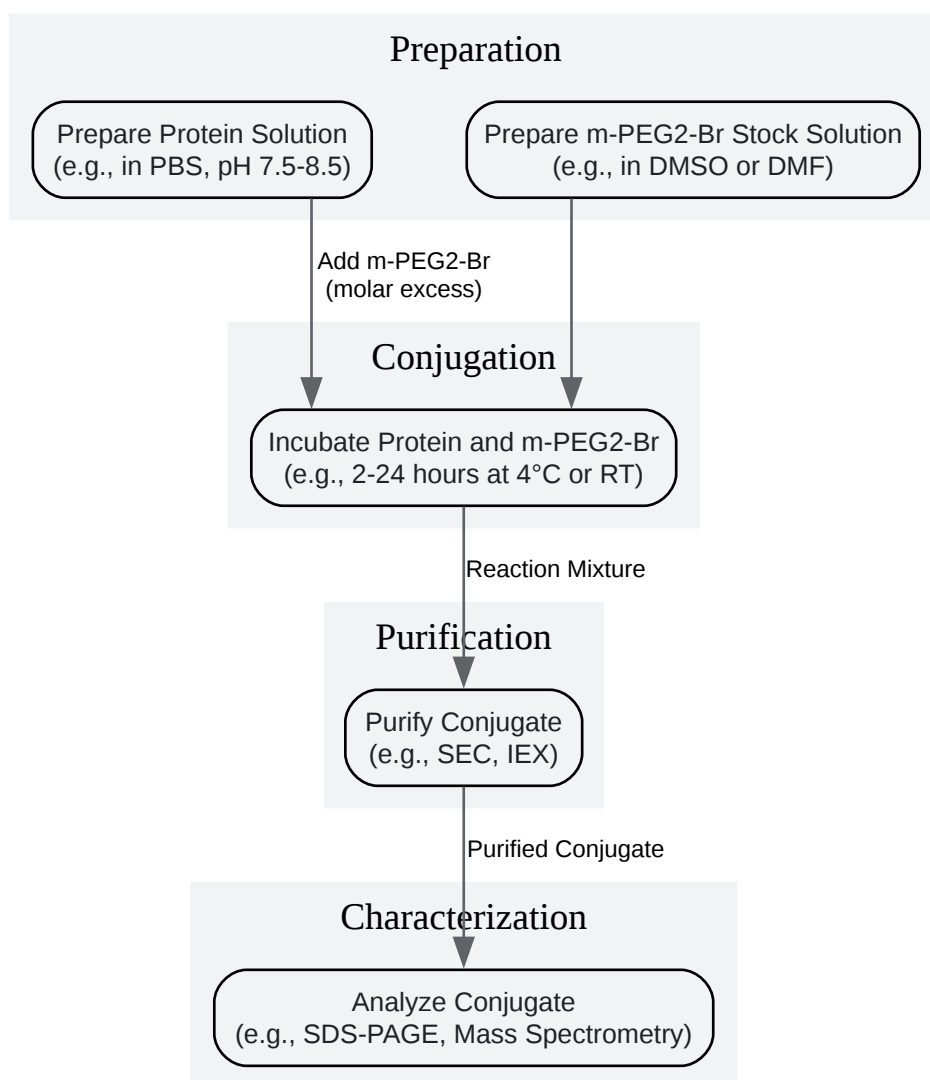 Preparation
Prepare Protein Solution
(e.g., in PBS, pH 7.5-8.5)
Prepare m-PEG2-Br Stock Solution
(e.g., in DMSO or DMF)
Add m-PEG2-Br
(molar excess)
Conjugation
Incubate Protein and m-PEG2-Br
(e.g., 2-24 hours at 4°C or RT)
Reaction Mixture
Purification
Purify Conjugate
(e.g., SEC, IEX)
Purified Conjugate
Characterization
Analyze Conjugate
(e.g., SDS-PAGE, Mass Spectrometry)